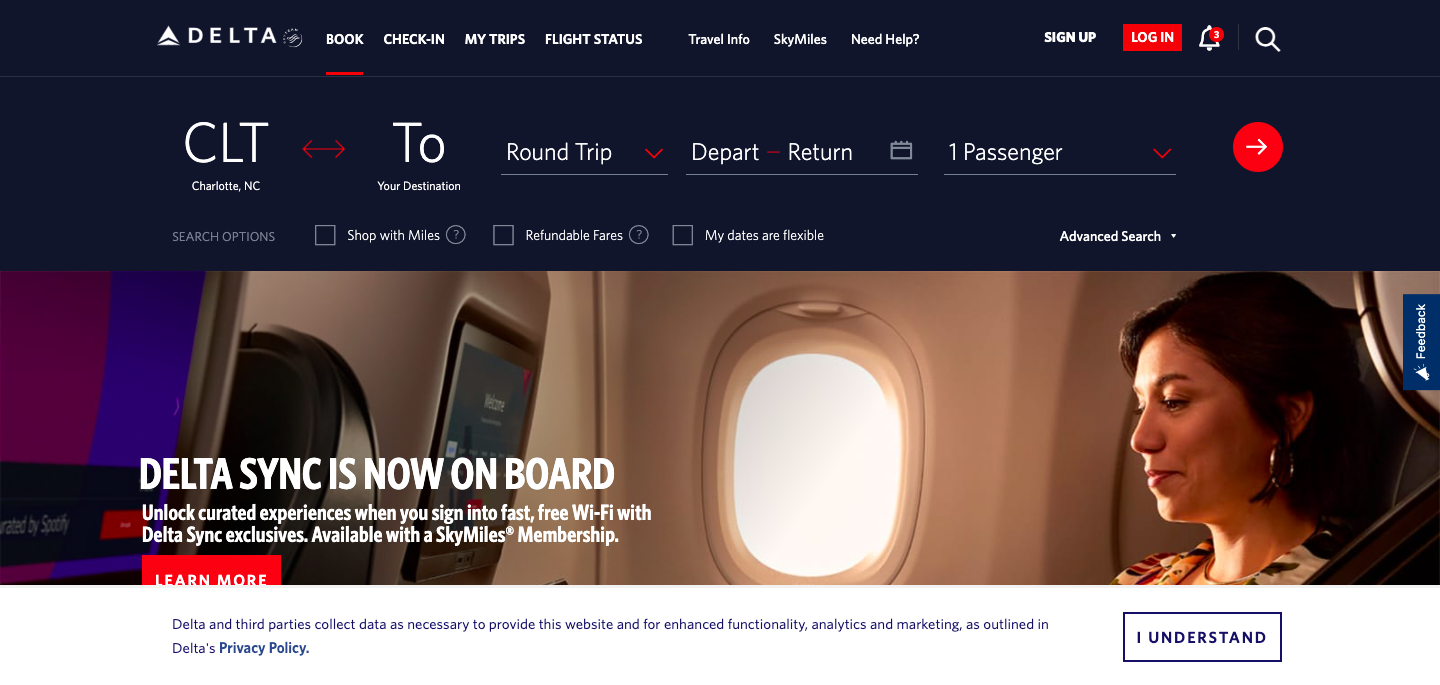 DELTA
BOOK
CHECK-IN
MY TRIPS
FLIGHT STATUS
Travel Info
SkyMiles
Need Help?
SIGN UP
LOG IN
3
CLT
Charlotte, NC
To
Your Destination
Round Trip
Depart – Return
1 Passenger
SEARCH OPTIONS
Shop with Miles ?
Refundable Fares ?
My dates are flexible
Advanced Search
Feedback
Welcome
DELTA SYNC IS NOW ON BOARD
Unlock curated experiences when you sign into fast, free Wi-Fi with
Delta Sync exclusives. Available with a SkyMiles® Membership.
urated by Spotify
LEARN MORE
Delta and third parties collect data as necessary to provide this website and for enhanced functionality, analytics and marketing, as outlined in
Delta's Privacy Policy.
I UNDERSTAND